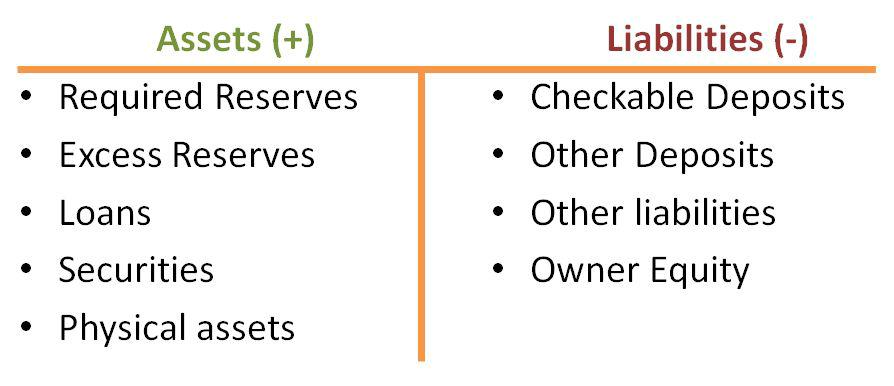 Assets (+)
• Required Reserves
• Excess Reserves
• Loans
• Securities
• Physical assets
Liabilities (-)
• Checkable Deposits
• Other Deposits
• Other liabilities
• Owner Equity